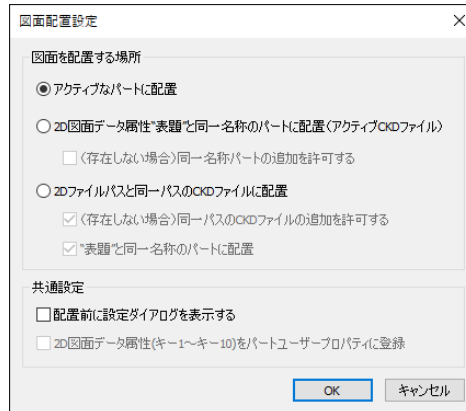 図面配置設定
図面を配置する場所
アクティブなパートに配置
2D図面データ属性"表題"と同一名称のパートに配置(アクティブCKDファイル)
(存在しない場合)同一名称パートの追加を許可する
2Dファイルパスと同一パスのCKDファイルに配置
(存在しない場合)同一パスのCKDファイルの追加を許可する
"表題"と同一名称のパートに配置
共通設定
配置前に設定ダイアログを表示する
2D図面データ属性(キー1～キー10)をパートユーザープロパティに登録
OK キャンセル